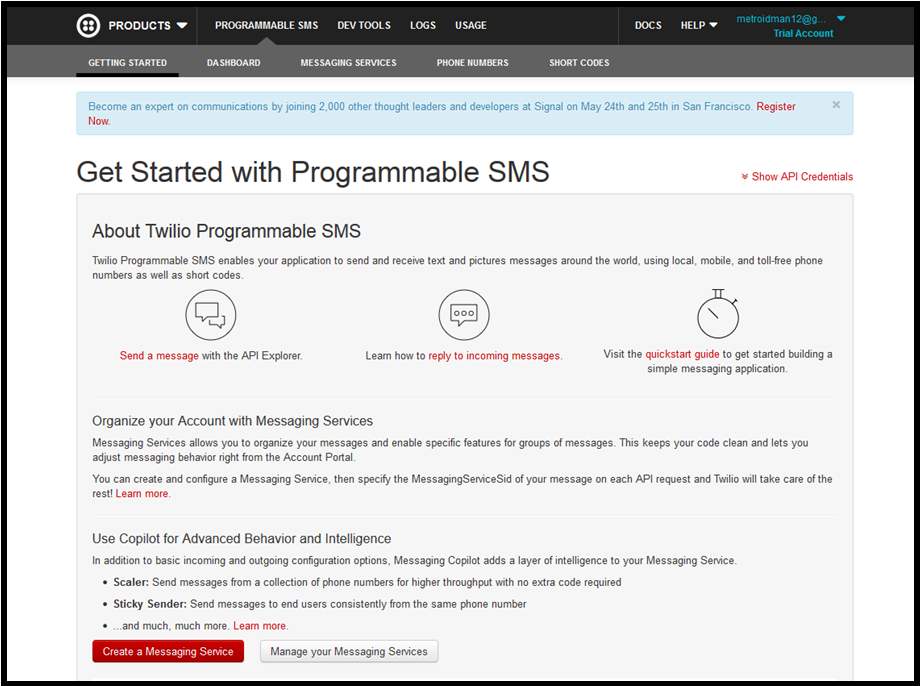 PRODUCTS PROGRAMMABLE SMS DEV TOOLS LOGS USAGE DOCS HELP metroidman12@g...
Trial Account
GETTING STARTED DASHBOARD MESSAGING SERVICES PHONE NUMBERS SHORT CODES
Become an expert on communications by joining 2,000 other thought leaders and developers at Signal on May 24th and 25th in San Francisco. Register
Now.
Get Started with Programmable SMS
Show API Credentials
About Twilio Programmable SMS
Twilio Programmable SMS enables your application to send and receive text and pictures messages around the world, using local, mobile, and toll-free phone
numbers as well as short codes.
Send a message with the API Explorer.
Learn how to reply to incoming messages.
Visit the quickstart guide to get started building a
simple messaging application.
Organize your Account with Messaging Services
Messaging Services allows you to organize your messages and enable specific features for groups of messages. This keeps your code clean and lets you
adjust messaging behavior right from the Account Portal.
You can create and configure a Messaging Service, then specify the MessagingServiceSid of your message on each API request and Twilio will take care of the
rest! Learn more.
Use Copilot for Advanced Behavior and Intelligence
In addition to basic incoming and outgoing configuration options, Messaging Copilot adds a layer of intelligence to your Messaging Service.
• Scaler: Send messages from a collection of phone numbers for higher throughput with no extra code required
• Sticky Sender: Send messages to end users consistently from the same phone number
• ...and much, much more. Learn more.
Create a Messaging Service Manage your Messaging Services